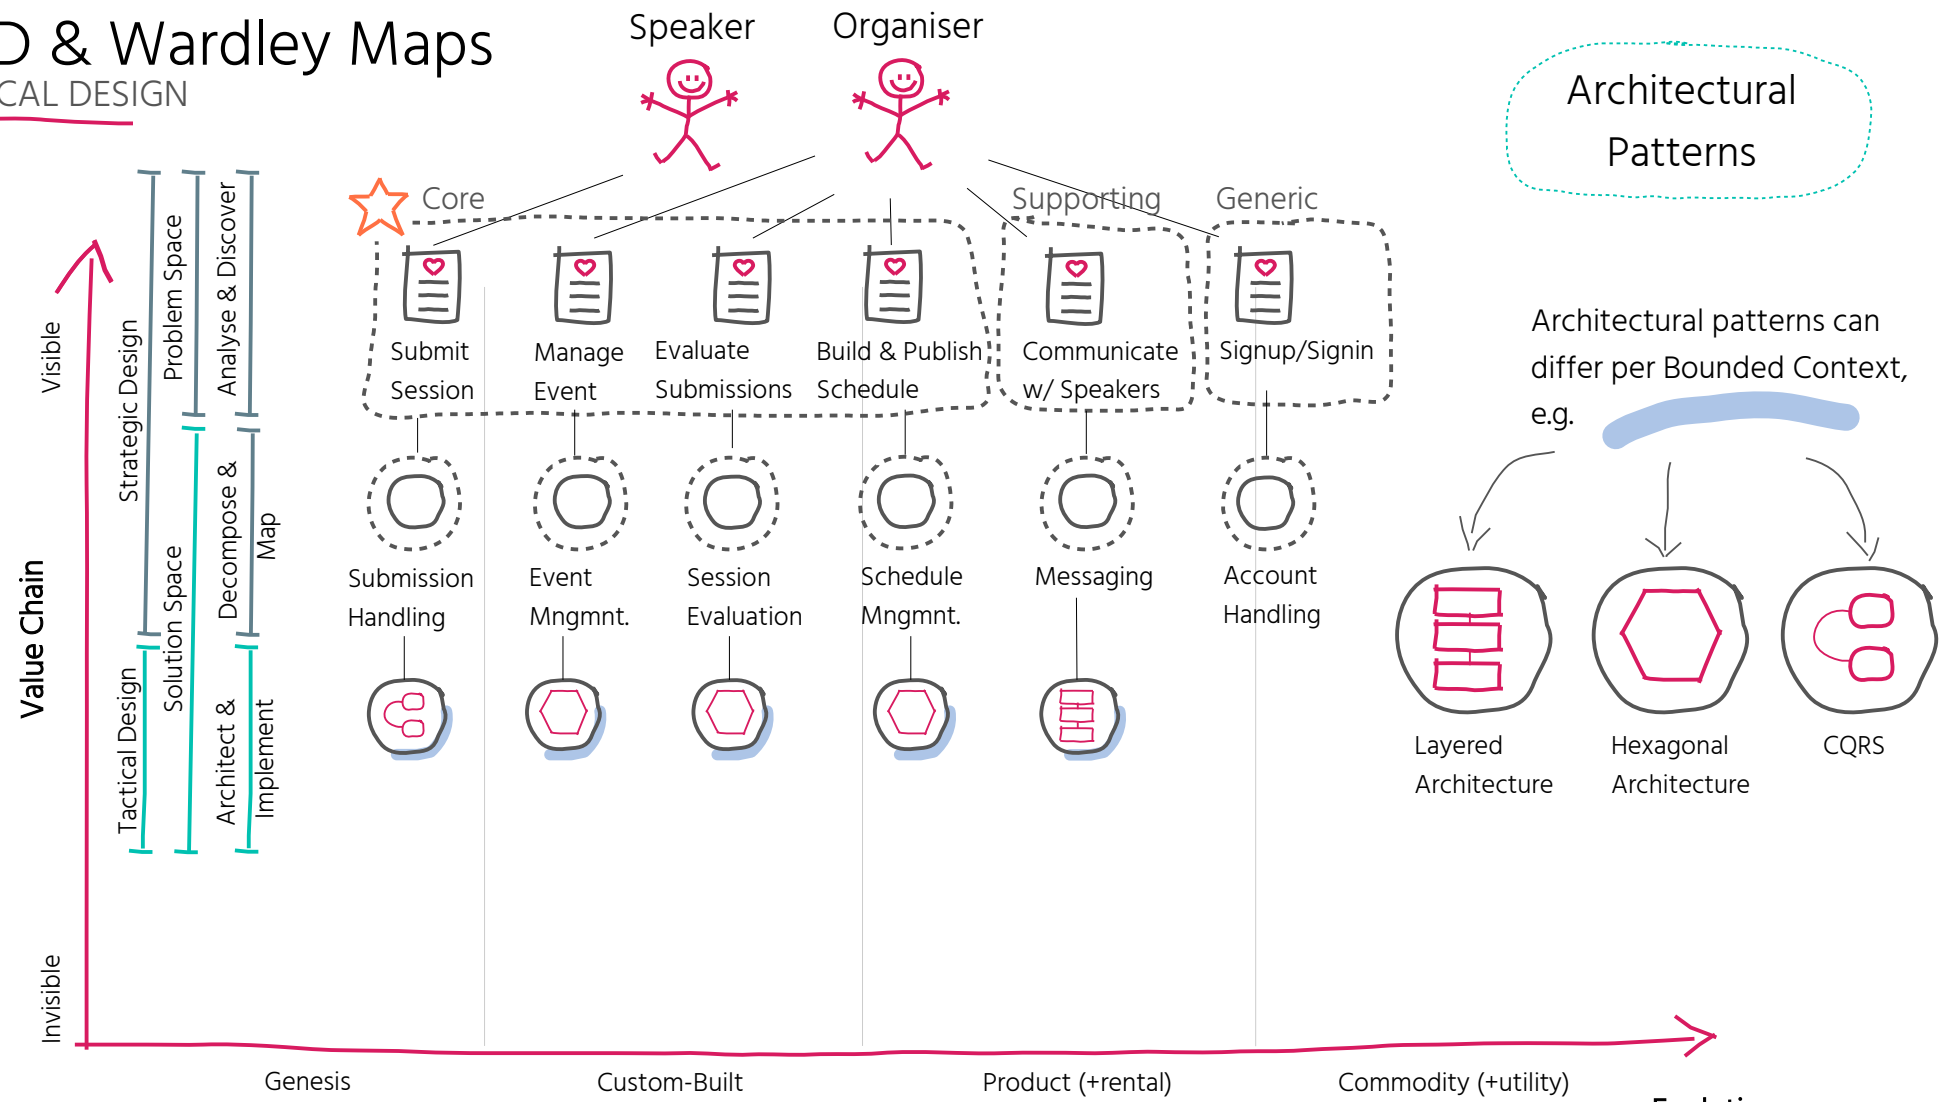 D & Wardley Maps
CAL DESIGN
Speaker
Organiser
Architectural
Patterns
Core
Supporting
Generic
Submit
Session
Manage
Event
Evaluate
Submissions
Build & Publish
Schedule
Communicate
w/ Speakers
Signup/Signin
Architectural patterns can
differ per Bounded Context,
e.g.
Visible
Value Chain
Invisible
Strategic Design
Tactical Design
Problem Space
Solution Space
Analyse & Discover
Decompose &
Map
Architect &
Implement
Submission
Handling
Event
Mngmnt.
Session
Evaluation
Schedule
Mngmnt.
Messaging
Account
Handling
Layered
Architecture
Hexagonal
Architecture
CQRS
Genesis
Custom-Built
Product (+rental)
Commodity (+utility)